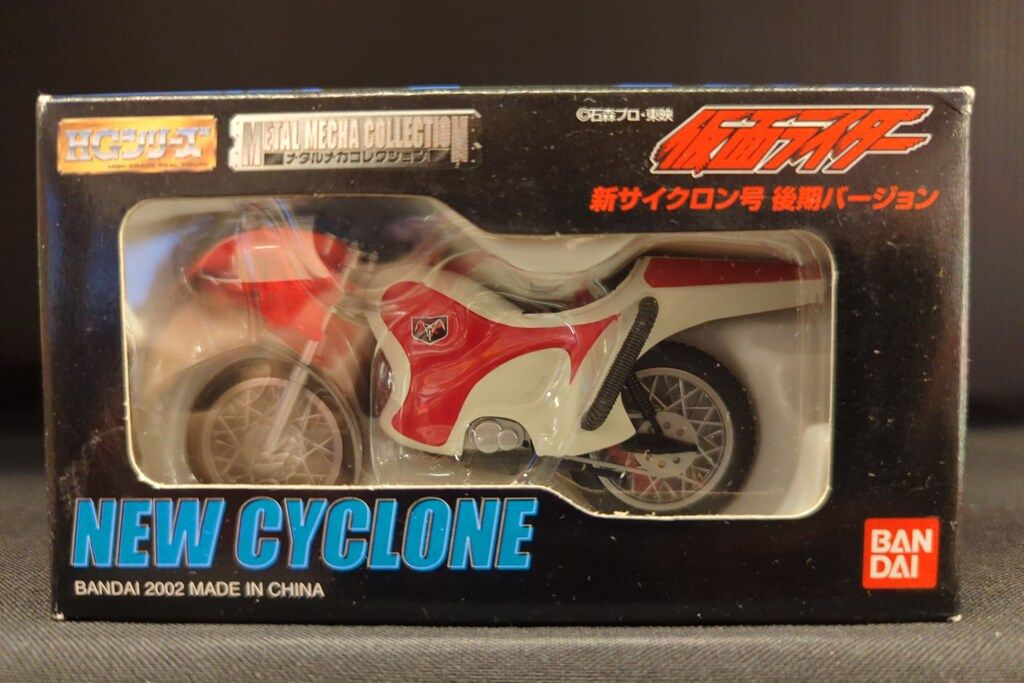 HGシリーズ
HIGH GRADE REAL FIGURE
METAL MECHA COLLECTION
メタルメカコレクション
©石森プロ・東映
仮面ライダー
新サイクロン号 後期バージョン
NEW CYCLONE
BANDAI 2002 MADE IN CHINA
BAN
DAI